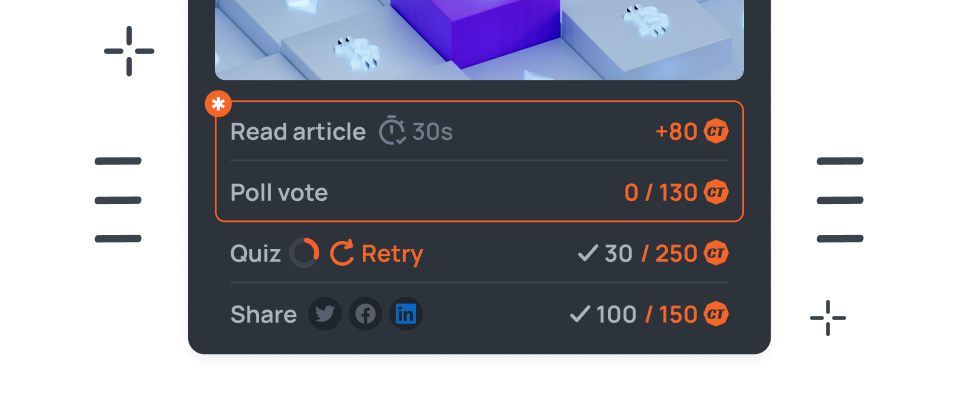 Read article 30s +80 CT
Poll vote 0 / 130 CT
Quiz Retry 30 / 250 CT
Share in 100 / 150 CT